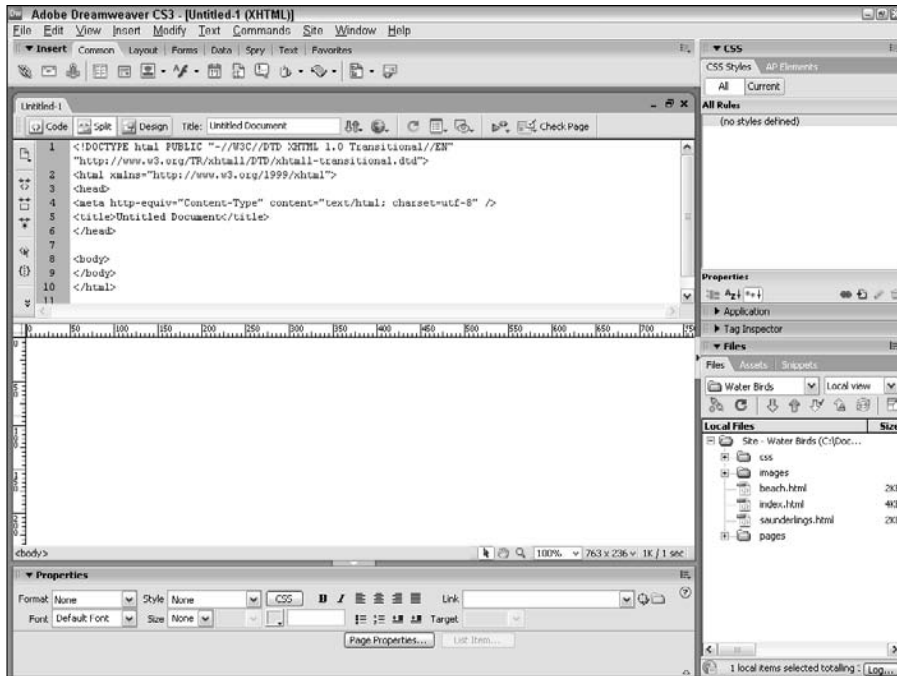 Adobe Dreamweaver CS3 - [Untitled-1 (XHTML)]
File Edit View Insert Modify Text Commands Site Window Help
▼ Insert Common Layout Forms Data Spry Text Favorites
Untitled-1
Code Split Design Title: Untitled Document Check Page
1 <!DOCTYPE html PUBLIC "-//W3C//DTD XHTML 1.0 Transitional//EN"
"http://www.w3.org/TR/xhtml1/DTD/xhtml1-transitional.dtd">
2 <html xmlns="http://www.w3.org/1999/xhtml">
3 <head>
4 <meta http-equiv="Content-Type" content="text/html; charset=utf-8" />
5 <title>Untitled Document</title>
6 </head>
7
8 <body>
9 </body>
10 </html>
11
0 50 100 150 200 250 300 350 400 450 500 550 600 650 700 75
<body>
100% 763 x 236 1K / 1 sec
▼ Properties
Format None Style None CSS B I Link
Font Default Font Size None Target
Page Properties... List Item...
▼ CSS
CSS Styles AP Elements
All Current
All Rules
(no styles defined)
Properties
Application
Tag Inspector
▼ Files
Files Assets Snippets
Water Birds Local view
Local Files Size
Site - Water Birds (C:\Doc...
css
images
beach.html 2K
index.html 4K
saunderlings.html 2K
pages
1 local items selected totalling : Log...